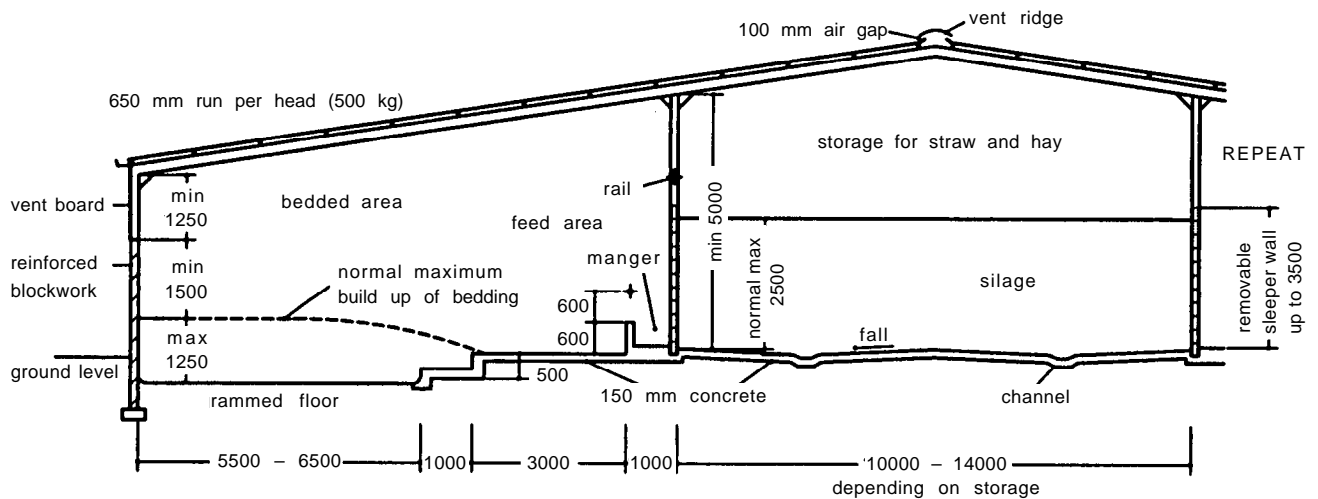 vent ridge
100 mm air gap
650 mm run per head (500 kg)
storage for straw and hay
REPEAT
vent board
min
1250
bedded area
rail
min 5000
feed area
reinforced
blockwork
min
1500
normal maximum
build up of bedding
manger
600
600
normal max
2500
silage
removable
sleeper wall
up to 3500
max
1250
fall
ground level
500
rammed floor
150 mm concrete
channel
5500 – 6500
1000
3000
1000
10000 – 14000
depending on storage